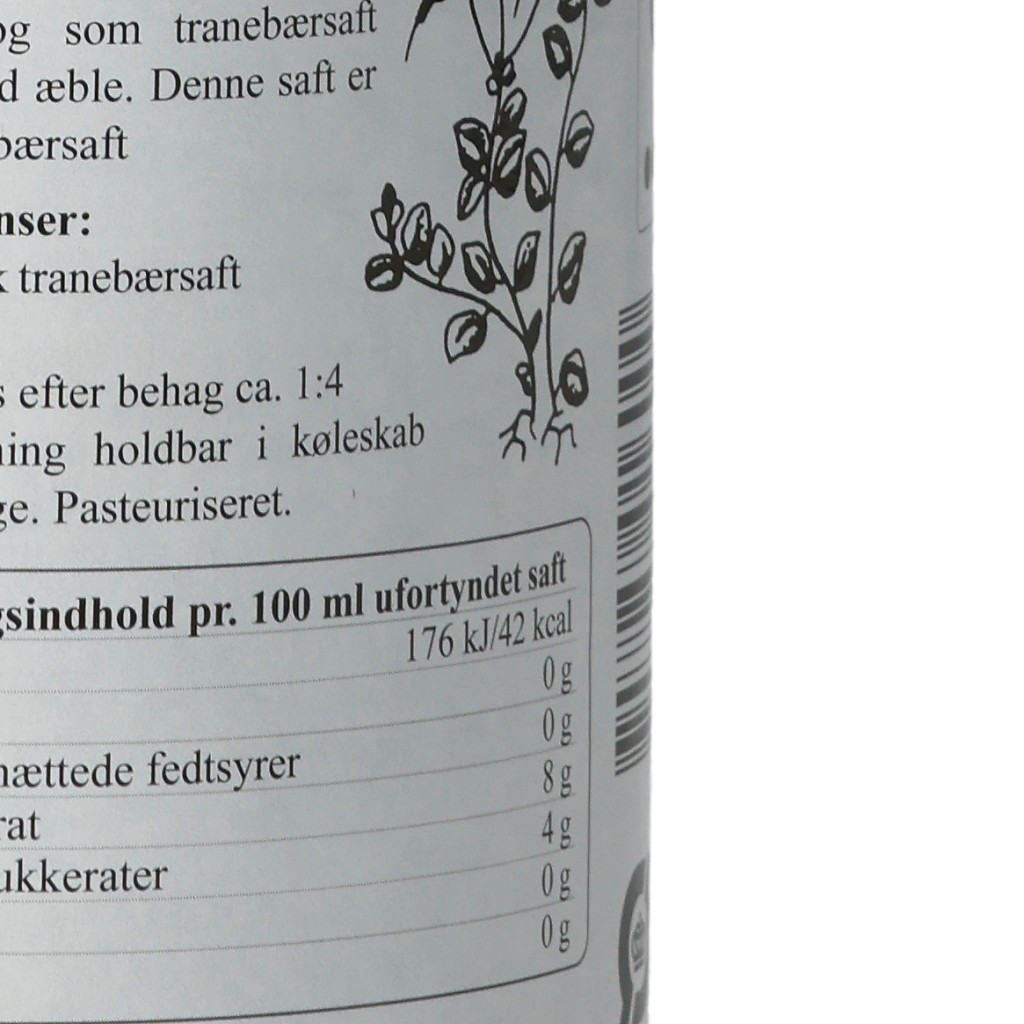 og som tranebærsaft
d æble. Denne saft er
bærsaft
nser:
k tranebærsaft
s efter behag ca. 1:4
ning holdbar i køleskab
ge. Pasteuriseret.
gsindhold pr. 100 ml ufortyndet saft
176 kJ/42 kcal
0 g
0 g
mættede fedtsyrer 8 g
rat 4 g
ukkerater 0 g
0 g